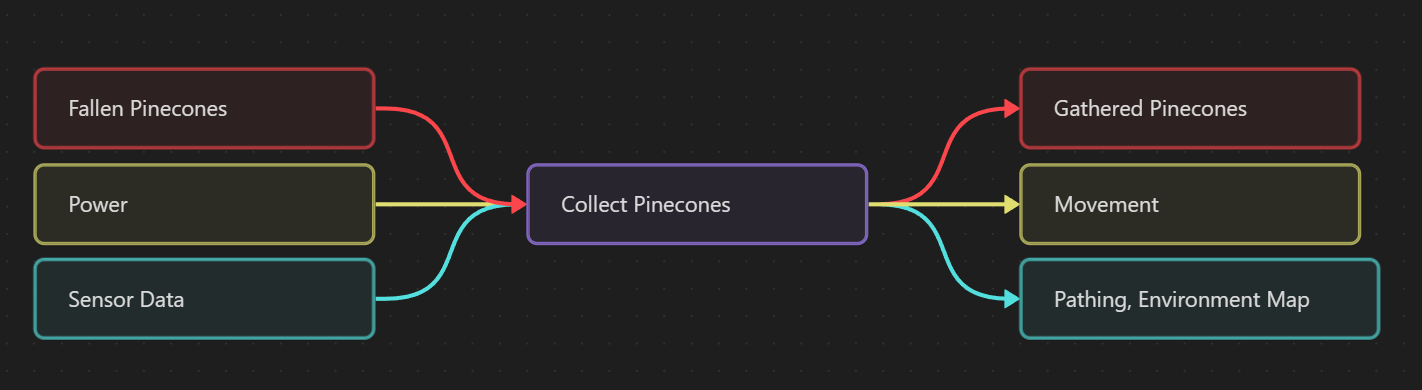 Fallen Pinecones
Power
Sensor Data
Collect Pinecones
Gathered Pinecones
Movement
Pathing, Environment Map